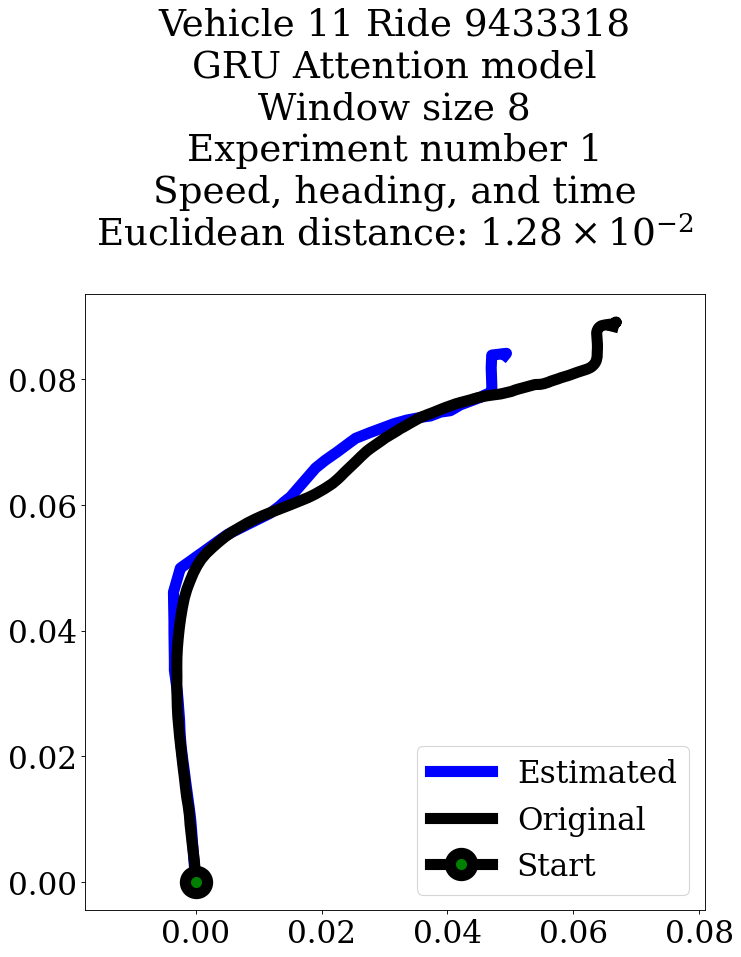 Vehicle 11 Ride 9433318
GRU Attention model
Window size 8
Experiment number 1
Speed, heading, and time
Euclidean distance: 1.28 × 10⁻²
0.08
0.06
0.04
0.02
0.00
Estimated
Original
Start
0.00 0.02 0.04 0.06 0.08